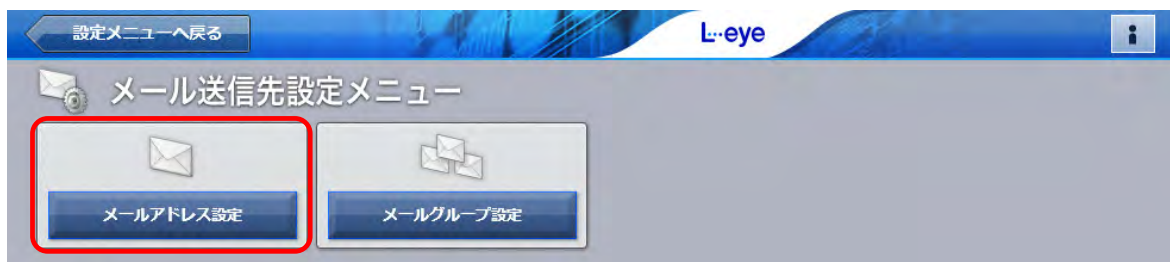 設定メニューへ戻る
L-eye
メール送信先設定メニュー
メールアドレス設定
メールグループ設定